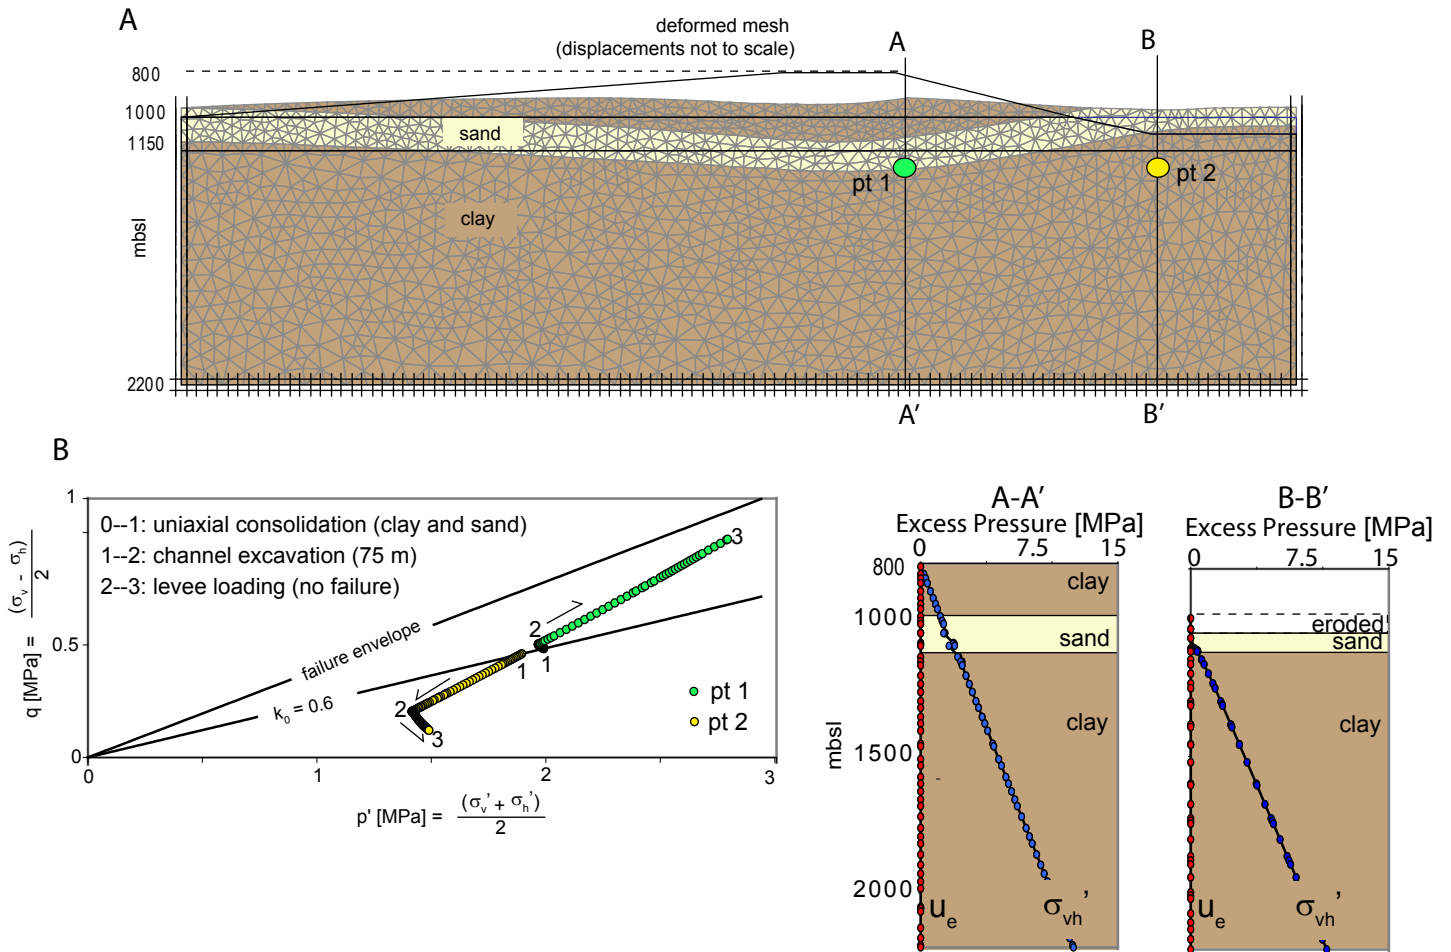 A
deformed mesh
(displacements not to scale)
A
B
800
1000
1150
2200
mbsl
sand
clay
pt 1
pt 2
A'
B'
B
q [MPa] = (σv - σh) / 2
1
0.5
0
0--1: uniaxial consolidation (clay and sand)
1--2: channel excavation (75 m)
2--3: levee loading (no failure)
failure envelope
k0 = 0.6
3
2
1
1
2
3
pt 1
pt 2
0
1
2
3
p' [MPa] = (σv' + σh') / 2
A-A'
Excess Pressure [MPa]
0
7.5
15
800
1000
1500
2000
mbsl
clay
sand
clay
ue
σvh'
B-B'
Excess Pressure [MPa]
0
7.5
15
eroded
sand
clay
ue
σvh'